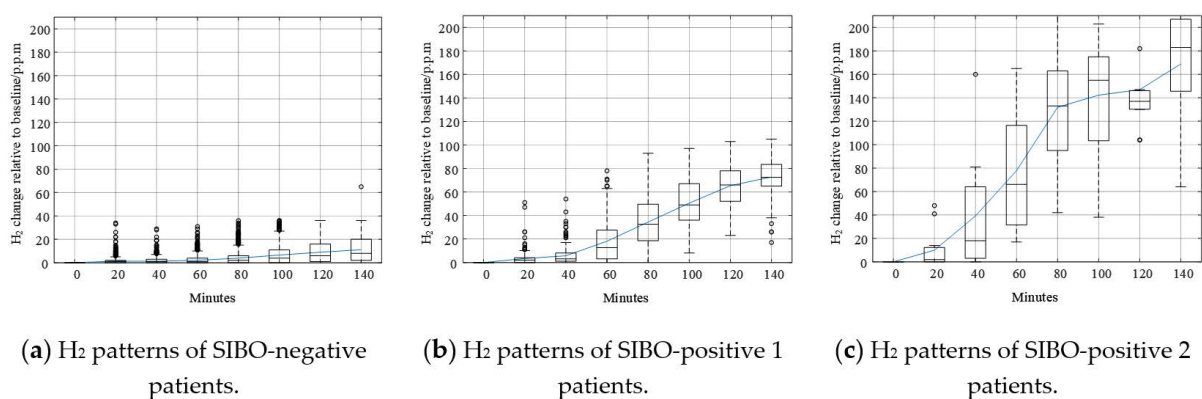 H2 change relative to baseline/p.p.m
200
180
160
140
120
100
80
60
40
20
0
0 20 40 60 80 100 120 140
Minutes
(a) H2 patterns of SIBO-negative
patients.
H2 change relative to baseline/p.p.m
200
180
160
140
120
100
80
60
40
20
0
0 20 40 60 80 100 120 140
Minutes
(b) H2 patterns of SIBO-positive 1
patients.
H2 change relative to baseline/p.p.m
200
180
160
140
120
100
80
60
40
20
0
0 20 40 60 80 100 120 140
Minutes
(c) H2 patterns of SIBO-positive 2
patients.